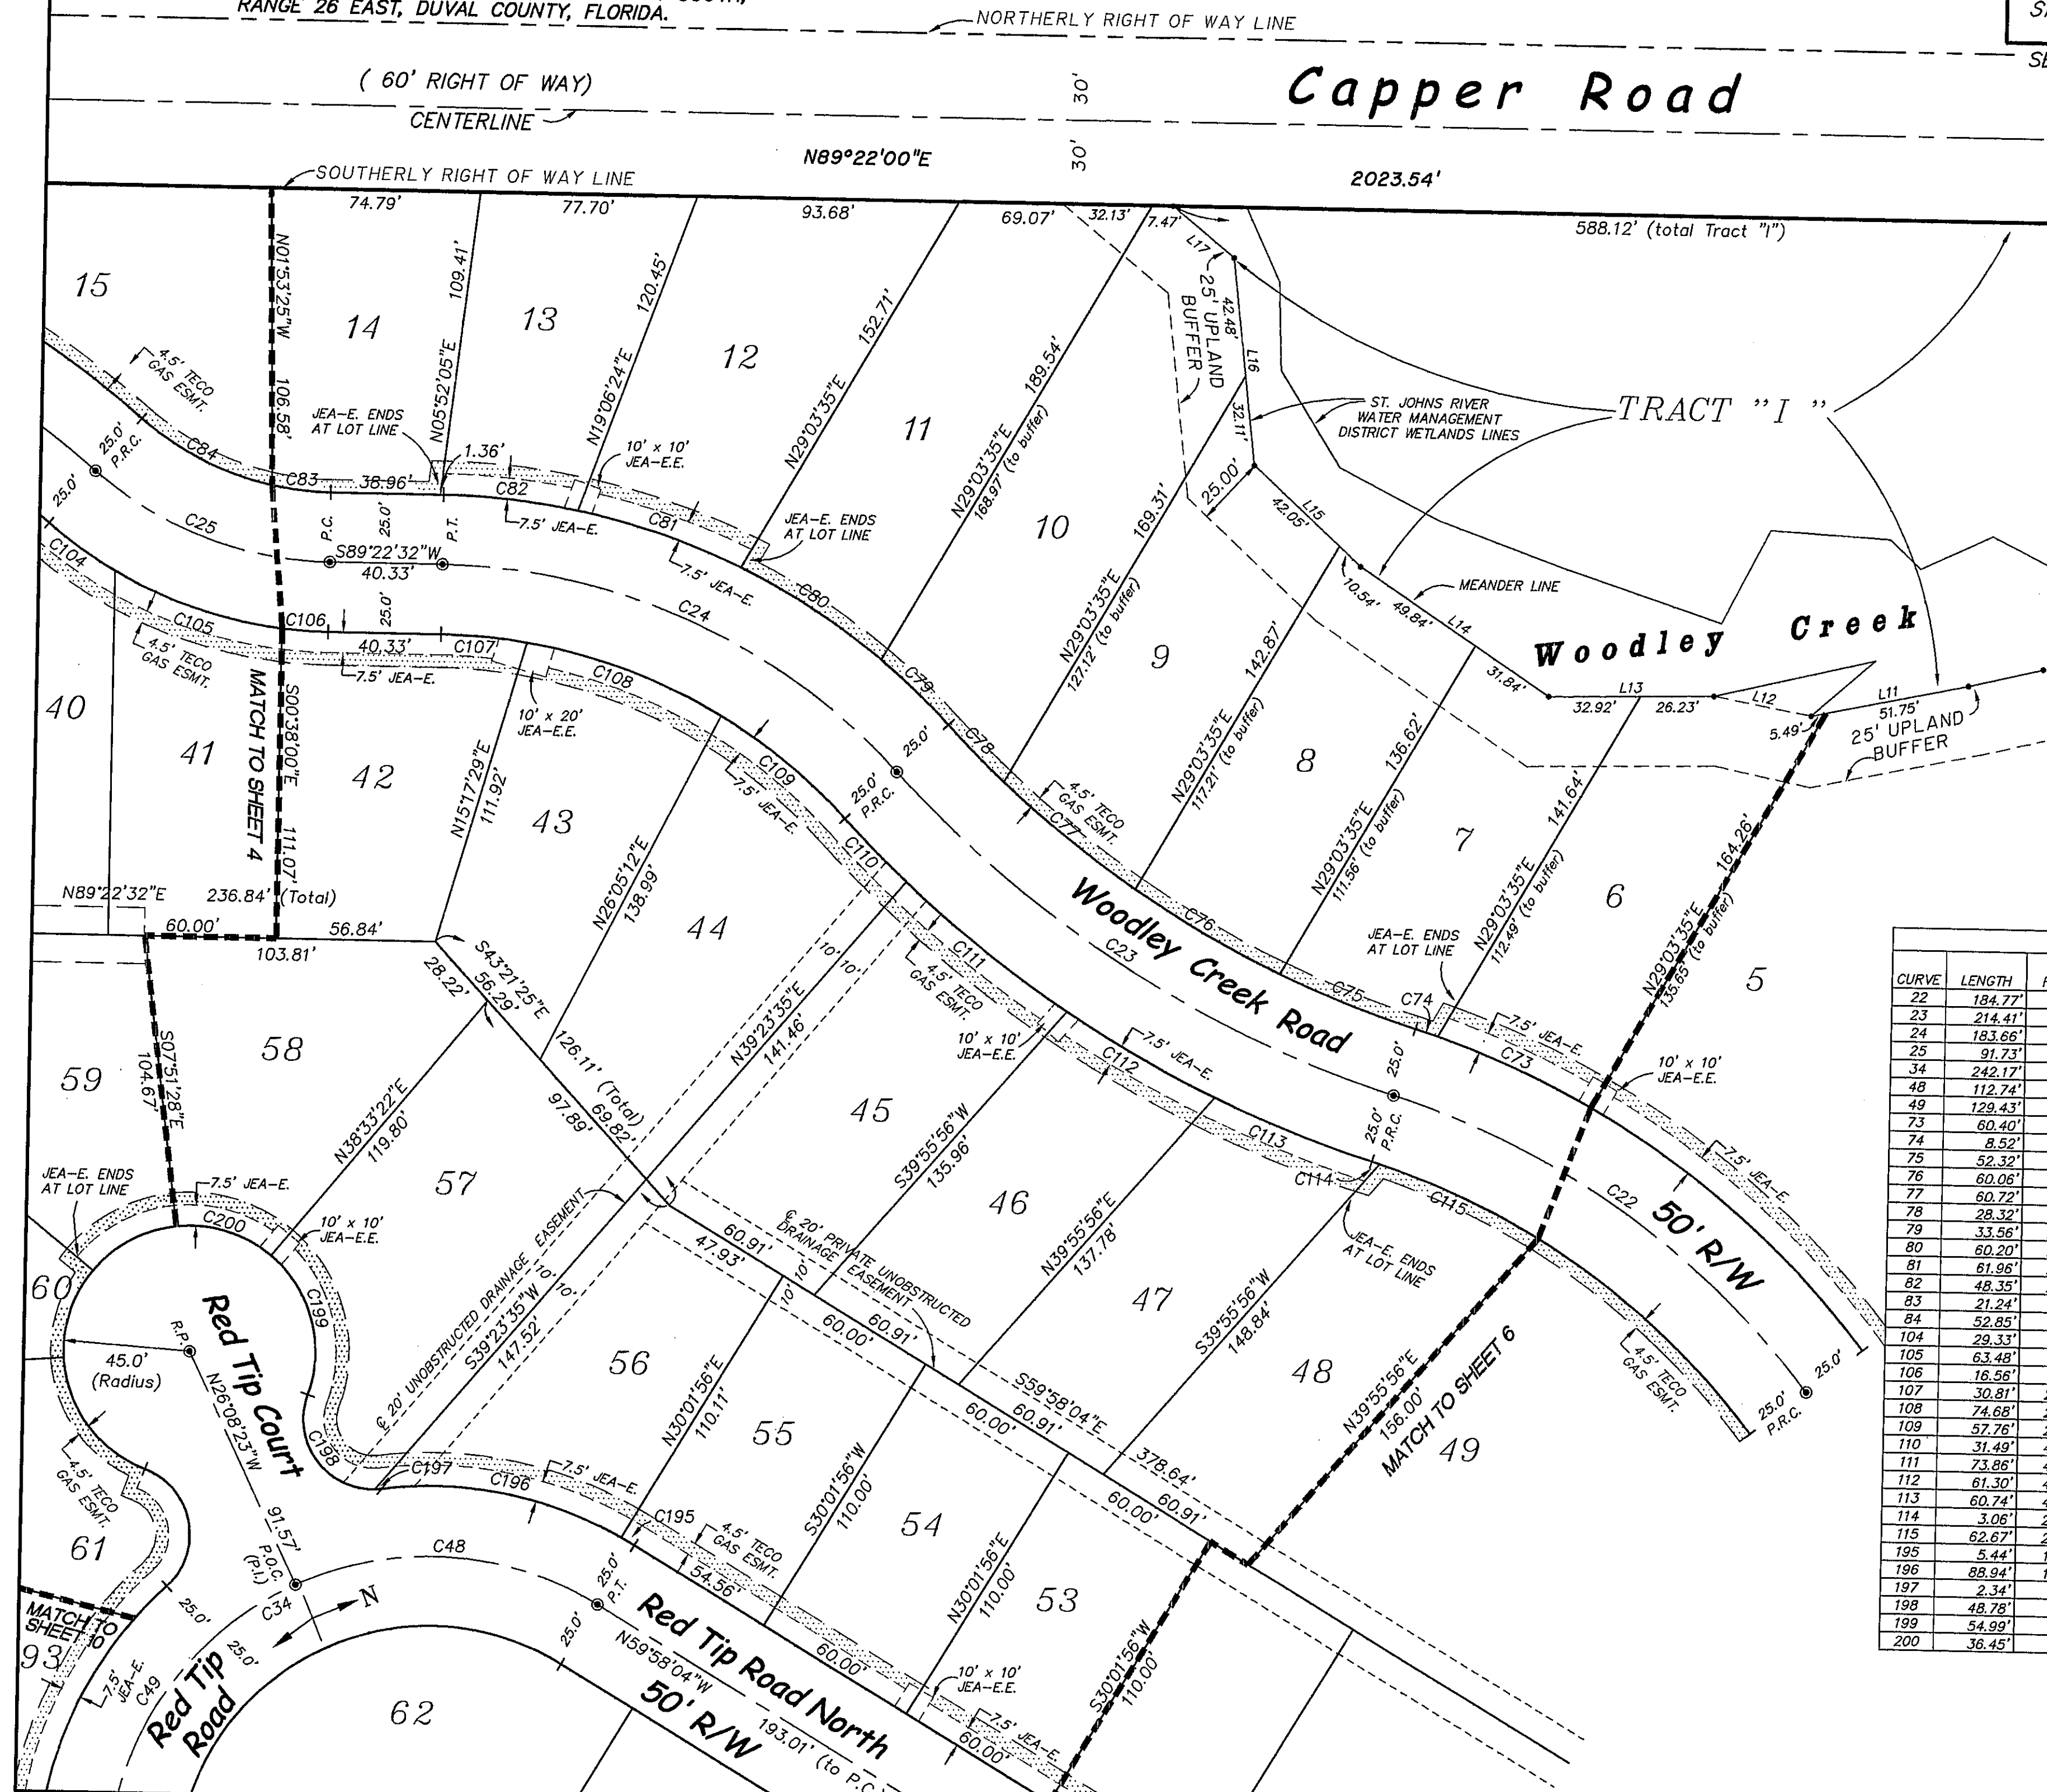 RANGE 26 EAST, DUVAL COUNTY, FLORIDA.
NORTHERLY RIGHT OF WAY LINE
( 60' RIGHT OF WAY)
30'
Capper Road
CENTERLINE
N89°22'00"E
30'
2023.54'
SOUTHERLY RIGHT OF WAY LINE
74.79'
77.70'
93.68'
69.07'
32.13'
7.47'
588.12' (total Tract "I")
15
14
13
12
11
10
9
8
7
6
5
N01°53'25"W 106.58'
N05°52'05"E
109.41'
N19°06'24"E
120.45'
N29°03'35"E
152.71'
N29°03'35"E
189.54'
168.97' (to buffer)
N29°03'35"E
169.31'
127.12' (to buffer)
N29°03'35"E
142.87'
117.21' (to buffer)
N29°03'35"E
136.62'
111.56' (to buffer)
N29°03'35"E
141.64'
112.49' (to buffer)
N29°03'35"E
164.26'
135.65' (to buffer)
L17
25' UPLAND
BUFFER
42.48'
L16
32.11'
25.00'
ST. JOHNS RIVER
WATER MANAGEMENT
DISTRICT WETLANDS LINES
TRACT "I"
L15
42.05'
10.54'
49.84'
L14
MEANDER LINE
31.84'
Woodley Creek
L13
32.92'
26.23'
L12
5.49'
L11
51.75'
25' UPLAND
BUFFER
4.5' TECO
GAS ESMT.
JEA-E. ENDS
AT LOT LINE
1.36'
10' x 10'
JEA-E.E.
C84
C83
38.96'
C82
C81
7.5' JEA-E.
7.5' JEA-E.
JEA-E. ENDS
AT LOT LINE
C80
C79
C78
C77
4.5' TECO
GAS ESMT.
C76
C75
C74
JEA-E. ENDS
AT LOT LINE
7.5' JEA-E.
C73
10' x 10'
JEA-E.E.
7.5' JEA-E.
25.0'
P.R.C.
25.0'
C25
P.C.
25.0'
P.T.
S89°22'32"W
40.33'
25.0'
C24
25.0'
25.0'
P.R.C.
C23
Woodley Creek Road
25.0'
25.0'
P.R.C.
C22
50' R/W
25.0'
25.0'
P.R.C.
C104
C105
4.5' TECO
GAS ESMT.
C106
40.33'
7.5' JEA-E.
C107
C108
10' x 20'
JEA-E.E.
C109
7.5' JEA-E.
C110
C111
4.5' TECO
GAS ESMT.
10' x 10'
JEA-E.E.
C112
7.5' JEA-E.
C113
C114
C115
JEA-E. ENDS
AT LOT LINE
4.5' TECO
GAS ESMT.
40
41
42
43
44
45
46
47
48
49
MATCH TO SHEET 4
S00°38'00"E 111.07'
N15°17'29"E
111.92'
N26°05'12"E
138.99'
N39°23'35"E
141.46'
10' 10'
S39°55'56"W
135.96'
N39°55'56"E
137.78'
S39°55'56"W
148.84'
N39°55'56"E
156.00'
MATCH TO SHEET 6
N89°22'32"E 236.84' (Total)
60.00'
56.84'
103.81'
28.22'
S43°21'25"E
56.29'
126.11' (Total)
69.82'
97.89'
59
58
57
56
55
54
53
60
61
93
62
S07°51'28"E
104.67'
N38°33'22"E
119.80'
JEA-E. ENDS
AT LOT LINE
7.5' JEA-E.
C200
10' x 10'
JEA-E.E.
C199
R.P.
45.0'
(Radius)
Red Tip Court
N26°08'23"W 91.57'
P.O.C.
(P.I.)
4.5' TECO
GAS ESMT.
C198
C197
C196
7.5' JEA-E.
C195
4.5' TECO
GAS ESMT.
℄ 20' UNOBSTRUCTED DRAINAGE EASEMENT
10' 10'
S39°23'35"W
147.52'
60.91'
47.93'
℄ 20' PRIVATE UNOBSTRUCTED
DRAINAGE EASEMENT
10'
10'
60.91'
60.00'
S59°58'04"E 378.64'
60.91'
60.00'
60.91'
60.00'
N30°01'56"E
110.11'
S30°01'56"W
110.00'
N30°01'56"E
110.00'
S30°01'56"W
110.00'
C48
25.0'
P.T.
25.0'
54.56'
60.00'
60.00'
10' x 10'
JEA-E.E.
7.5' JEA-E.
Red Tip Road North
N59°58'04"W 193.01' (to P.C.)
50' R/W
C34
N
25.0'
25.0'
MATCH TO
SHEET 10
7.5'
JEA-E.
C49
Red Tip
Road
CURVE LENGTH
22 184.77'
23 214.41'
24 183.66'
25 91.73'
34 242.17'
48 112.74'
49 129.43'
73 60.40'
74 8.52'
75 52.32'
76 60.06'
77 60.72'
78 28.32'
79 33.56'
80 60.20'
81 61.96'
82 48.35'
83 21.24'
84 52.85'
104 29.33'
105 63.48'
106 16.56'
107 30.81'
108 74.68'
109 57.76'
110 31.49'
111 73.86'
112 61.30'
113 60.74'
114 3.06'
115 62.67'
195 5.44'
196 88.94'
197 2.34'
198 48.78'
199 54.99'
200 36.45'